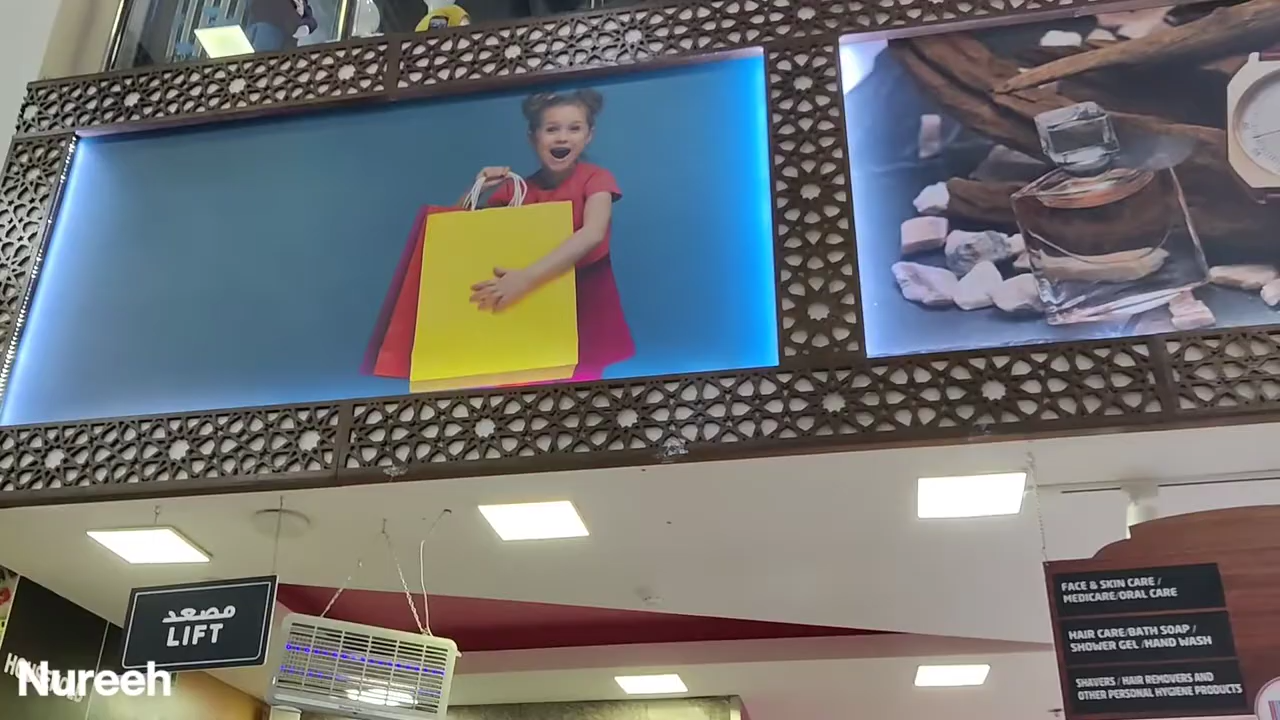 مصعد
LIFT
FACE & SKIN CARE /
MEDICARE/ORAL CARE
HAIR CARE/BATH SOAP /
SHOWER GEL /HAND WASH
SHAVERS / HAIR REMOVERS AND
OTHER PERSONAL HYGIENE PRODUCTS
Nureeh